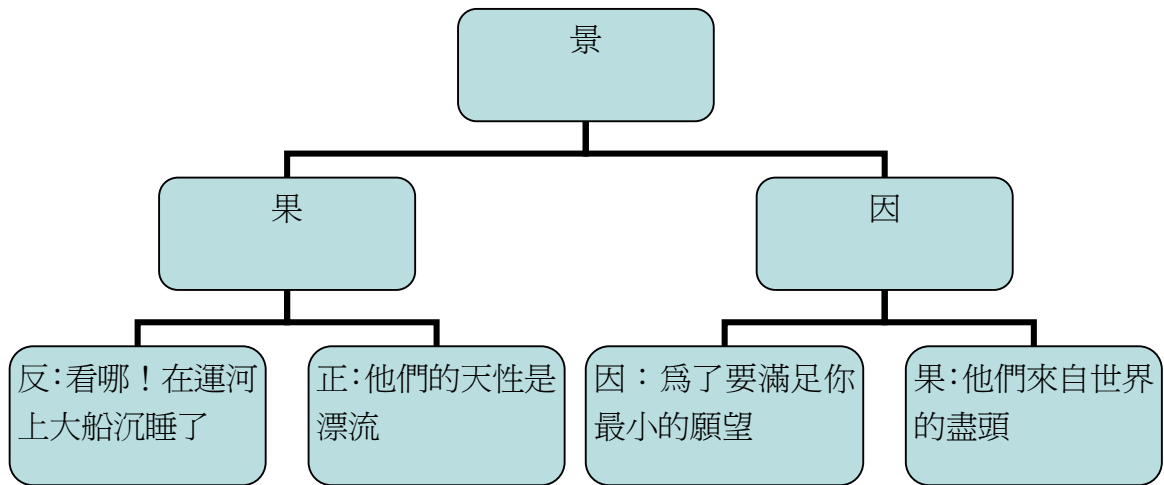 景
果
因
反:看哪！在運河
上大船沉睡了
正:他們的天性是
漂流
因：為了要滿足你
最小的願望
果:他們來自世界
的盡頭